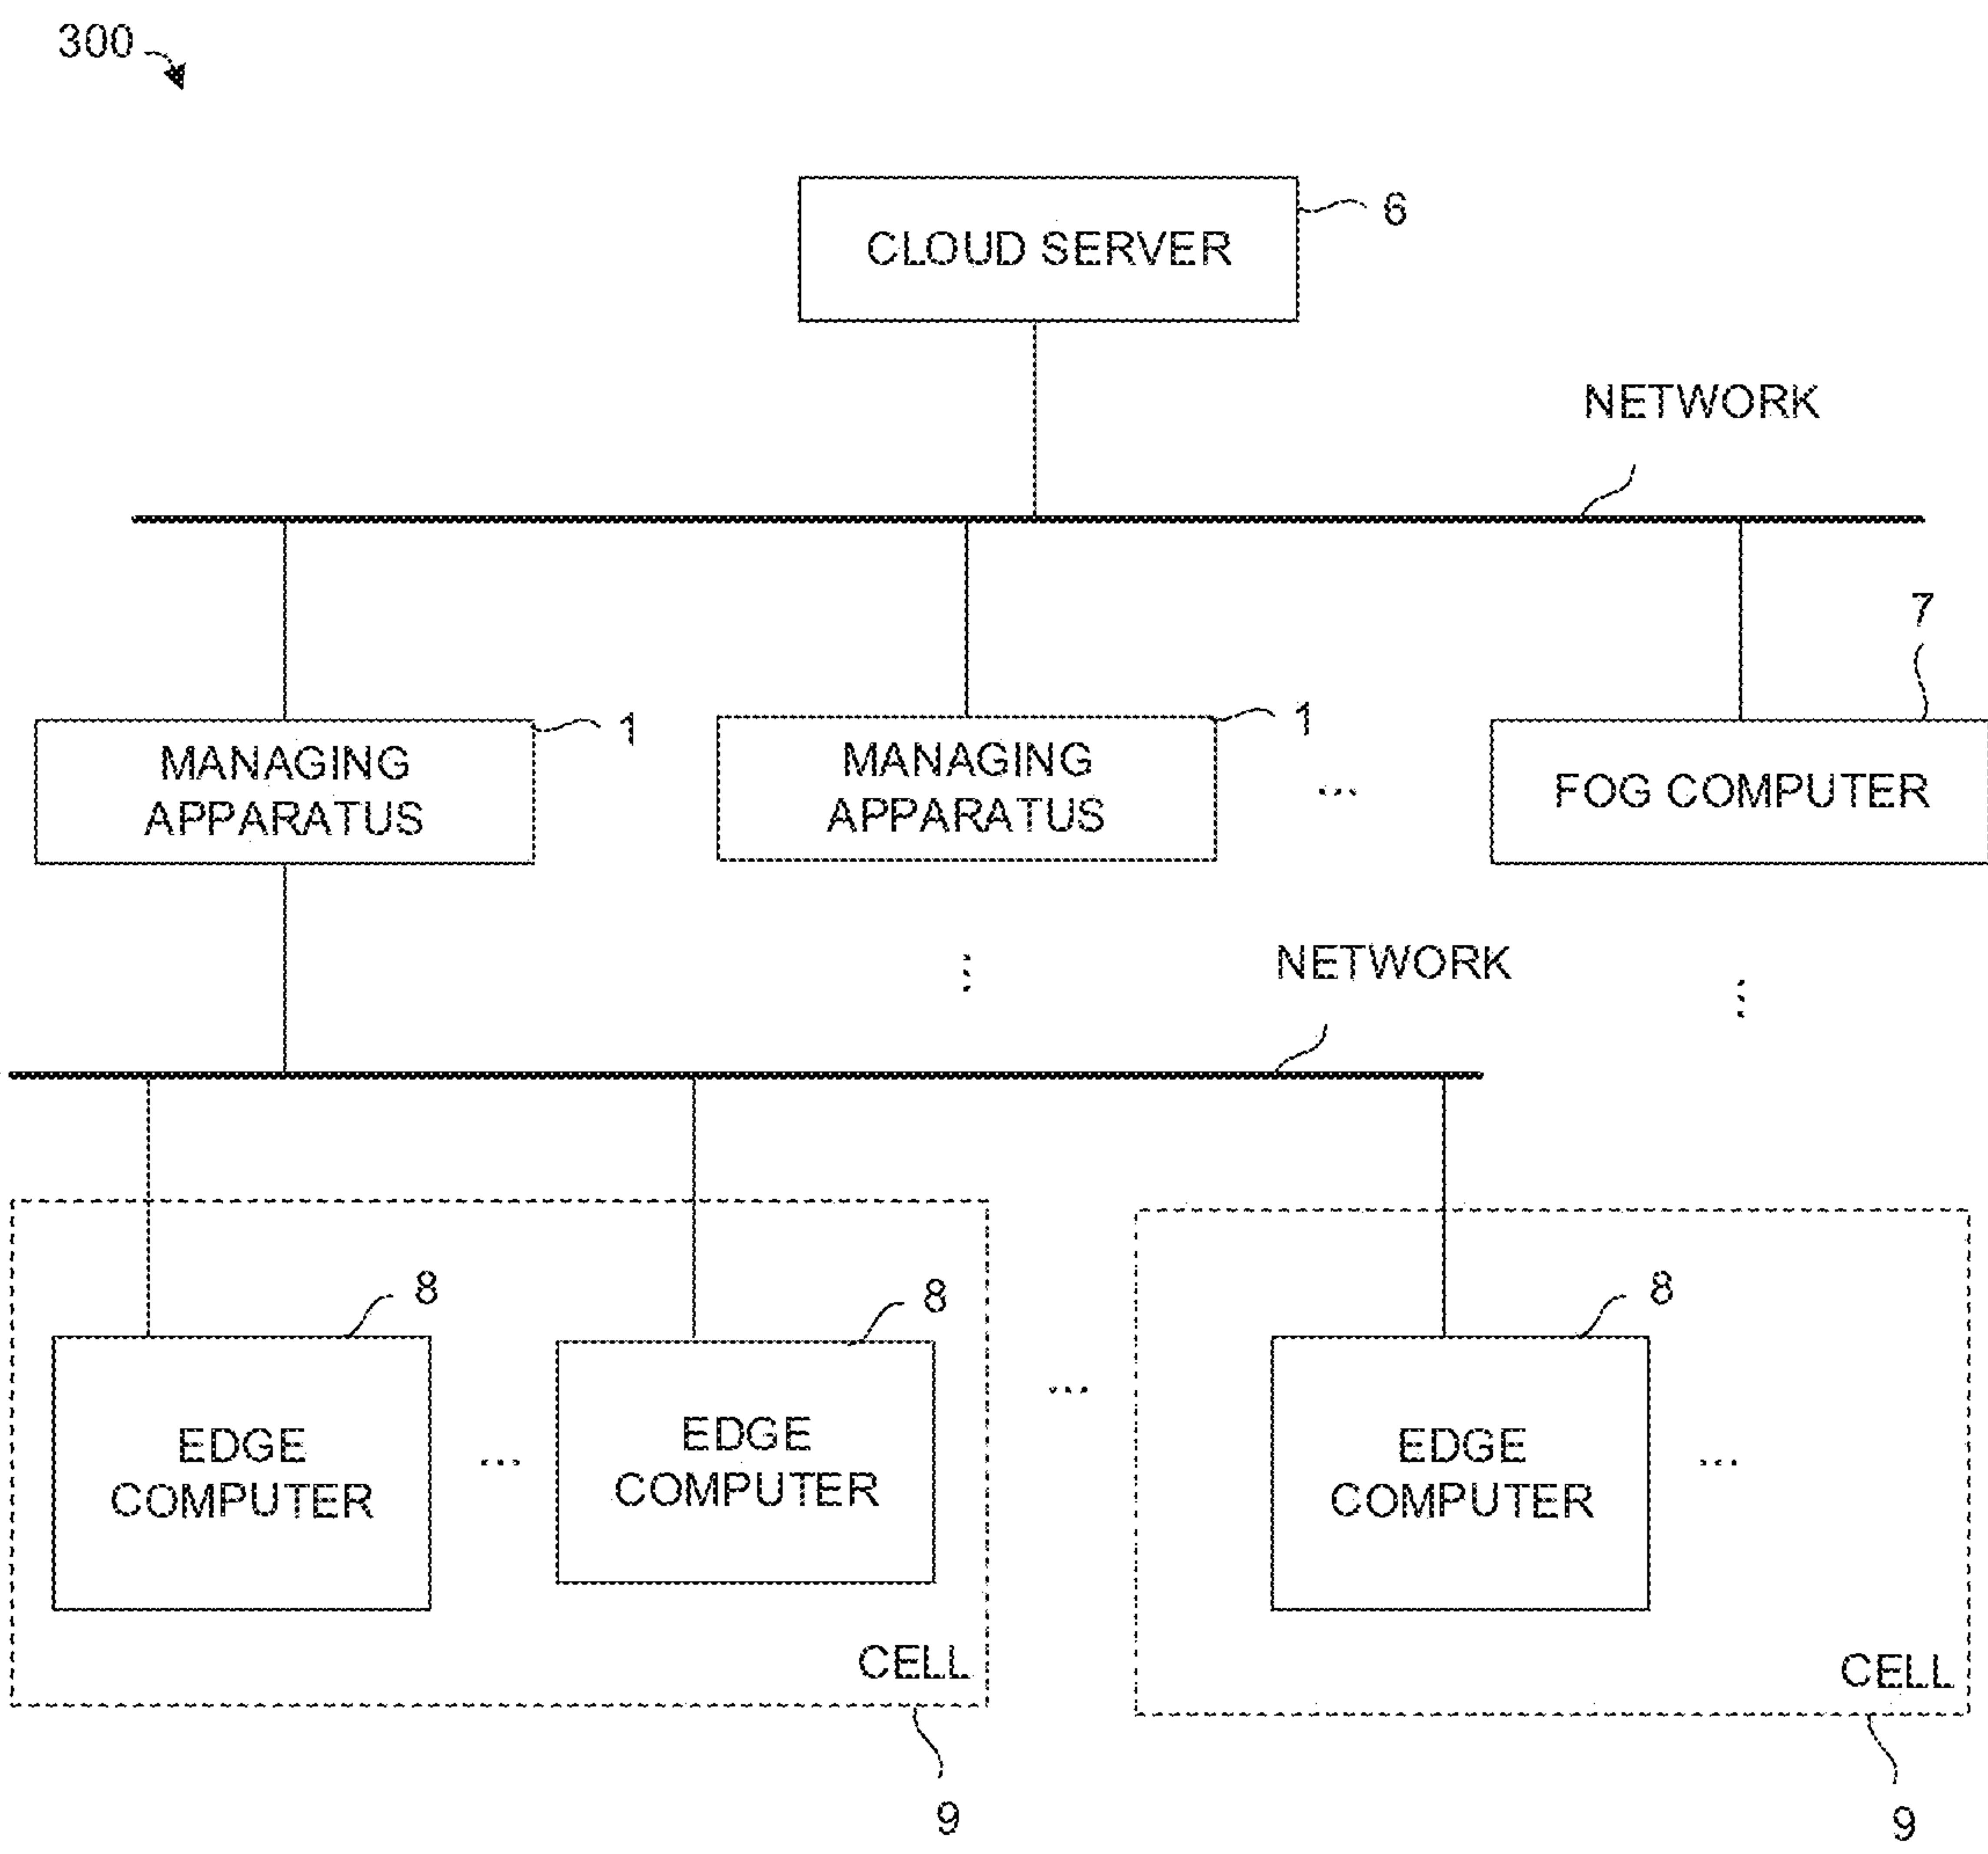 300
6
CLOUD SERVER
NETWORK
7
1
1
MANAGING
APPARATUS
MANAGING
APPARATUS
...
FOG COMPUTER
...
NETWORK
...
8
8
8
...
EDGE
COMPUTER
...
EDGE
COMPUTER
EDGE
COMPUTER
...
CELL
CELL
9
9